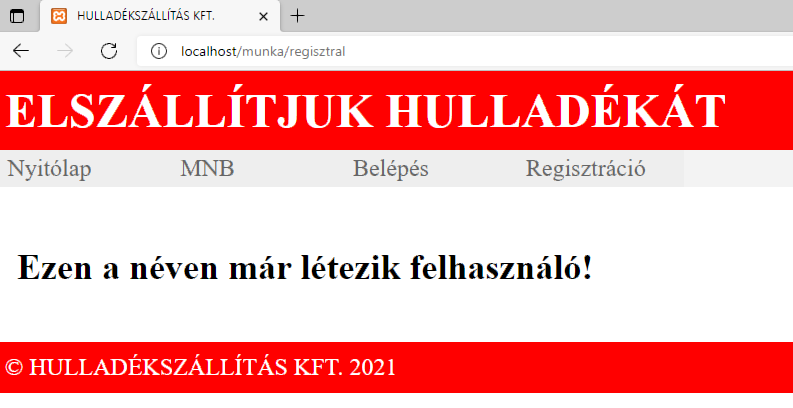 HULLADÉKSZÁLLÍTÁS KFT.
localhost/munka/regisztral
ELSZÁLLÍTJUK HULLADÉKÁT
Nyitólap MNB Belépés Regisztráció
Ezen a néven már létezik felhasználó!
© HULLADÉKSZÁLLÍTÁS KFT. 2021